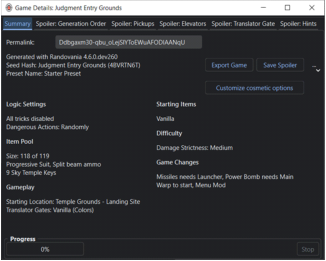 Game Details: Judgment Entry Grounds
Summary Spoiler: Generation Order Spoiler: Pickups Spoiler: Elevators Spoiler: Translator Gate Spoiler: Hints
Permalink:
Generated with Randovania 4.6.0.dev260
Seed Hash: Judgment Entry Grounds (4BVRTN6T)
Preset Name: Starter Preset
Export Game Save Spoiler
Customize cosmetic options
Logic Settings
All tricks disabled
Dangerous Actions: Randomly
Item Pool
Size: 118 of 119
Progressive Suit, Split beam ammo
9 Sky Temple Keys
Gameplay
Starting Location: Temple Grounds - Landing Site
Translator Gates: Vanilla (Colors)
Starting Items
Vanilla
Difficulty
Damage Strictness: Medium
Game Changes
Missiles needs Launcher, Power Bomb needs Main
Warp to start, Menu Mod
Progress
0%
Stop